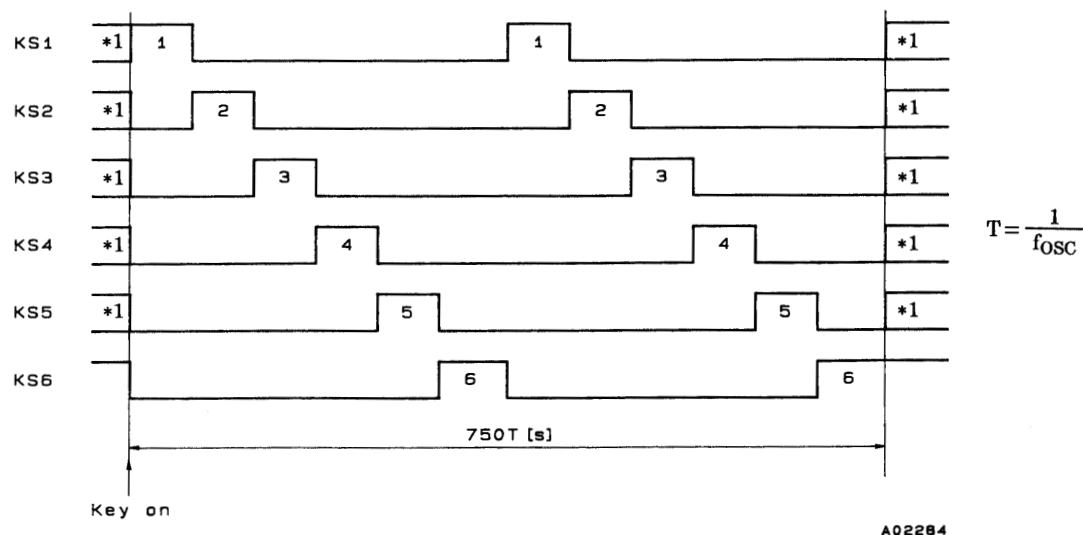 KS1 *1 1 1 *1
KS2 *1 2 2 *1
KS3 *1 3 3 *1
KS4 *1 4 4 *1
T = 1/fOSC
KS5 *1 5 5 *1
KS6 6 6
750T [s]
Key on
A02284